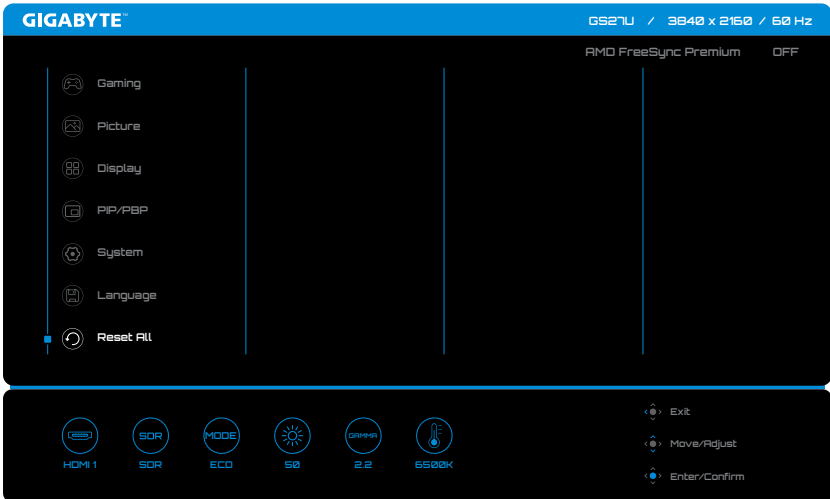 GIGABYTE™ GS27U / 3840 x 2160 / 60 Hz
AMD FreeSync Premium OFF
Gaming
Picture
Display
PIP/PBP
System
Language
Reset All
SDR MODE GAMMA
HDMI 1 SDR ECO 50 2.2 6500K
Exit
Move/Adjust
Enter/Confirm